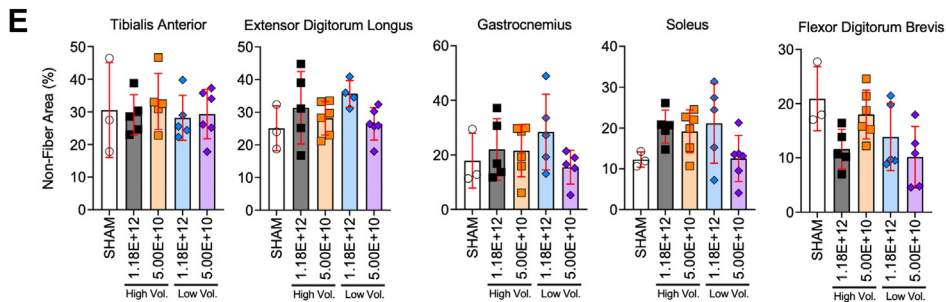 E
Tibialis Anterior
Non-Fiber Area (%)
50
40
30
20
10
0
SHAM
1.18E+12
5.00E+10
1.18E+12
5.00E+10
High Vol.
Low Vol.
Extensor Digitorum Longus
50
40
30
20
10
0
SHAM
1.18E+12
5.00E+10
1.18E+12
5.00E+10
High Vol.
Low Vol.
Gastrocnemius
60
40
20
0
SHAM
1.18E+12
5.00E+10
1.18E+12
5.00E+10
High Vol.
Low Vol.
Soleus
40
30
20
10
0
SHAM
1.18E+12
5.00E+10
1.18E+12
5.00E+10
High Vol.
Low Vol.
Flexor Digitorum Brevis
30
20
10
0
SHAM
1.18E+12
5.00E+10
1.18E+12
5.00E+10
High Vol.
Low Vol.